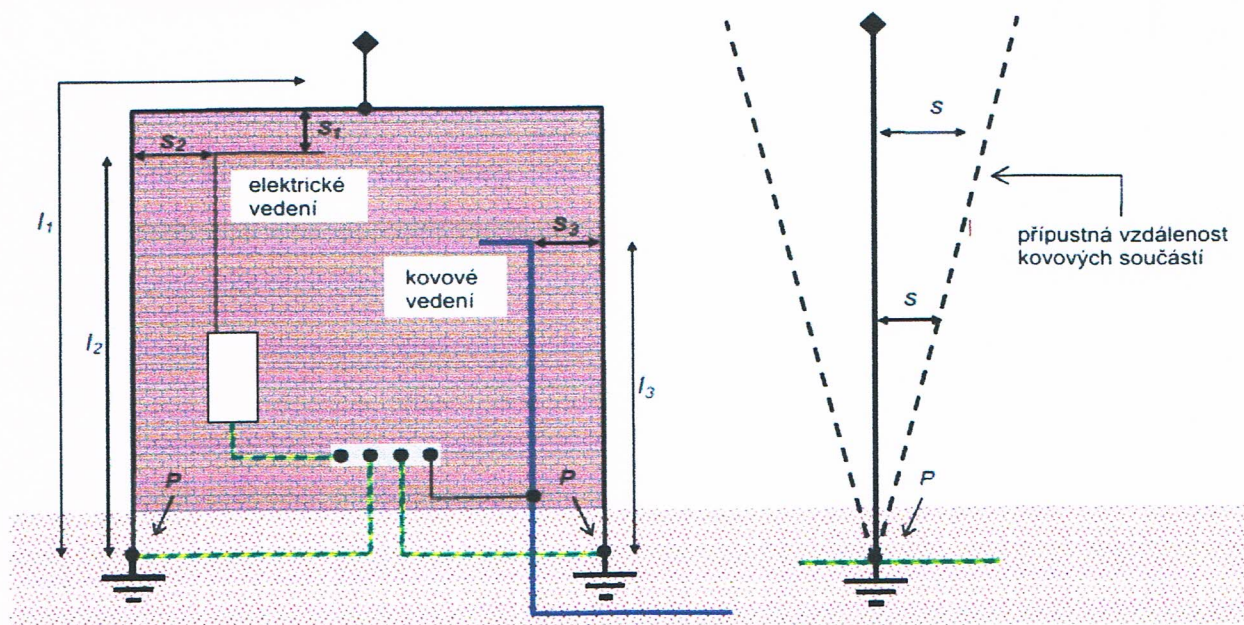 s₁
s₂
elektrické
vedení
l₁
s₃
kovové
vedení
l₂
l₃
P
P
s
přípustná vzdálenost
kovových součástí
s
P